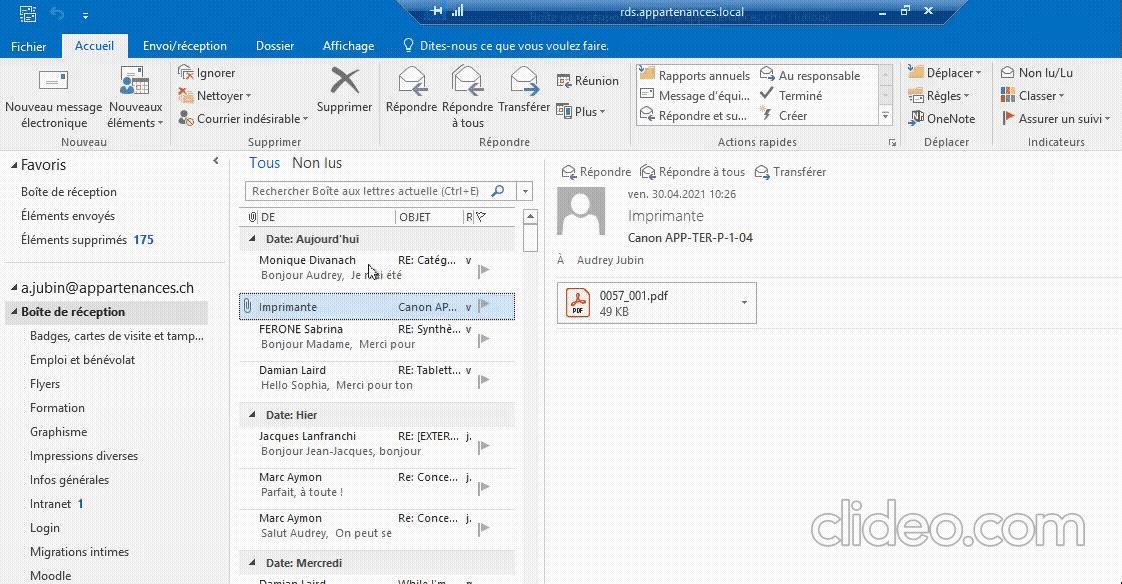 rds.appartenances.local
Fichier Accueil Envoi/réception Dossier Affichage Dites-nous ce que vous voulez faire.
Nouveau message électronique
Nouveaux éléments
Nouveau
Ignorer
Nettoyer
Courrier indésirable
Supprimer
Supprimer
Répondre
Répondre à tous
Transférer
Réunion
Plus
Répondre
Rapports annuels
Message d'équi...
Répondre et su...
Au responsable
Terminé
Créer
Actions rapides
Déplacer
Règles
OneNote
Déplacer
Non lu/Lu
Classer
Assurer un suivi
Indicateurs
Favoris
Boîte de réception
Éléments envoyés
Éléments supprimés 175
a.jubin@appartenances.ch
Boîte de réception
Badges, cartes de visite et tamp...
Emploi et bénévolat
Flyers
Formation
Graphisme
Impressions diverses
Infos générales
Intranet 1
Login
Migrations intimes
Moodle
Tous Non lus
Rechercher Boîte aux lettres actuelle (Ctrl+E)
DE OBJET R
Date: Aujourd'hui
Monique Divanach RE: Catég... v
Bonjour Audrey, Je n'ai été
Imprimante Canon AP... v
FERONE Sabrina RE: Synthè... v
Bonjour Madame, Merci pour
Damian Laird RE: Tablett... v
Hello Sophia, Merci pour ton
Date: Hier
Jacques Lanfranchi RE: [EXTER... j.
Bonjour Jean-Jacques, bonjour
Marc Aymon Re: Conce... j.
Parfait, à toute !
Marc Aymon Re: Conce... j.
Salut Audrey, On peut se
Date: Mercredi
Damian Laird While I'm...
Répondre Répondre à tous Transférer
ven. 30.04.2021 10:26
Imprimante
Canon APP-TER-P-1-04
À Audrey Jubin
PDF
0057_001.pdf
49 KB
clideo.com